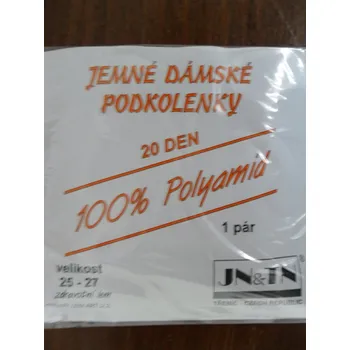 JEMNÉ DÁMSKÉ
PODKOLENKY
20 DEN
100% Polyamid
1 pár
velikost
25 - 27
JN&TN